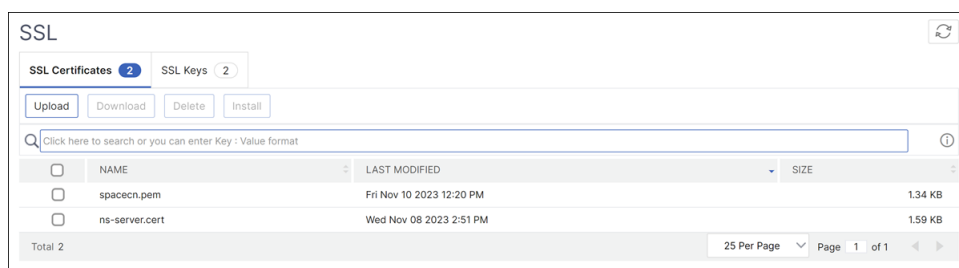 SSL
SSL Certificates 2 SSL Keys 2
Upload Download Delete Install
Click here to search or you can enter Key : Value format
NAME LAST MODIFIED SIZE
spacecn.pem Fri Nov 10 2023 12:20 PM 1.34 KB
ns-server.cert Wed Nov 08 2023 2:51 PM 1.59 KB
Total 2 25 Per Page Page 1 of 1